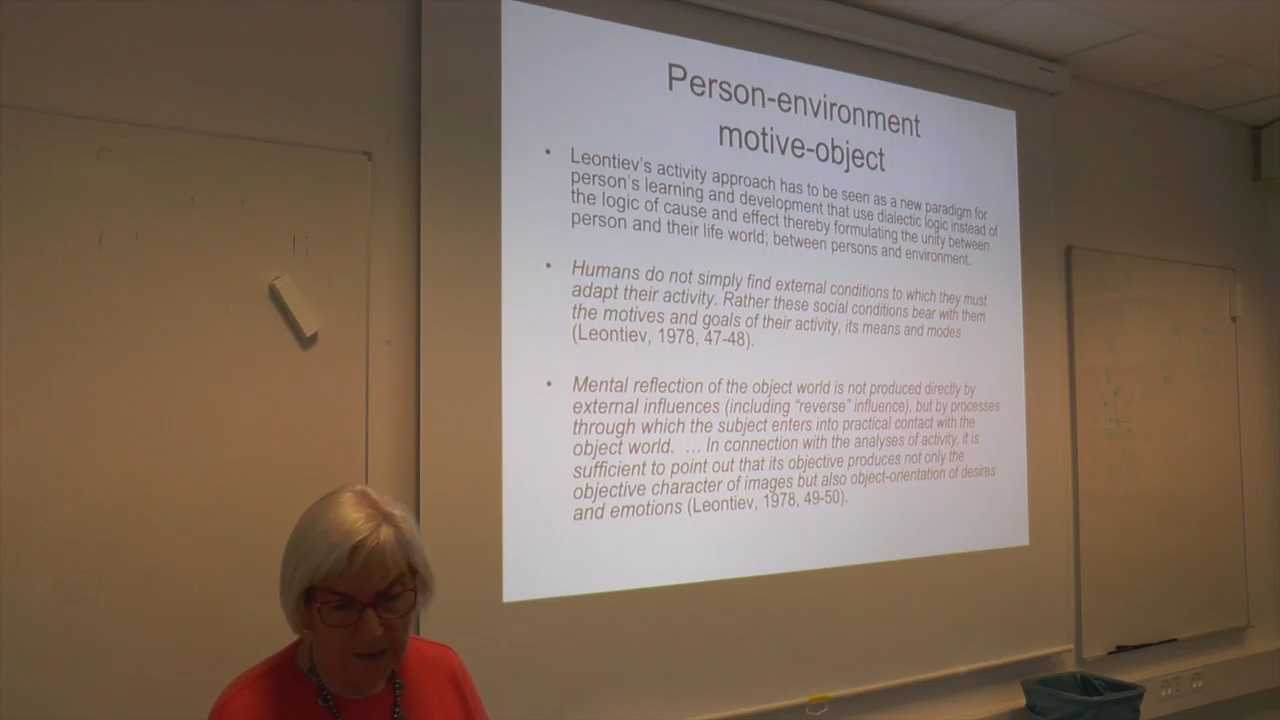 Person-environment
motive-object
• Leontiev's activity approach has to be seen as a new paradigm for
person's learning and development that use dialectic logic instead of
the logic of cause and effect thereby formulating the unity between
person and their life world; between persons and environment.
• Humans do not simply find external conditions to which they must
adapt their activity. Rather these social conditions bear with them
the motives and goals of their activity, its means and modes
(Leontiev, 1978, 47-48).
• Mental reflection of the object world is not produced directly by
external influences (including "reverse" influence), but by processes
through which the subject enters into practical contact with the
object world. … In connection with the analyses of activity, it is
sufficient to point out that its objective produces not only the
objective character of images but also object-orientation of desires
and emotions (Leontiev, 1978, 49-50).